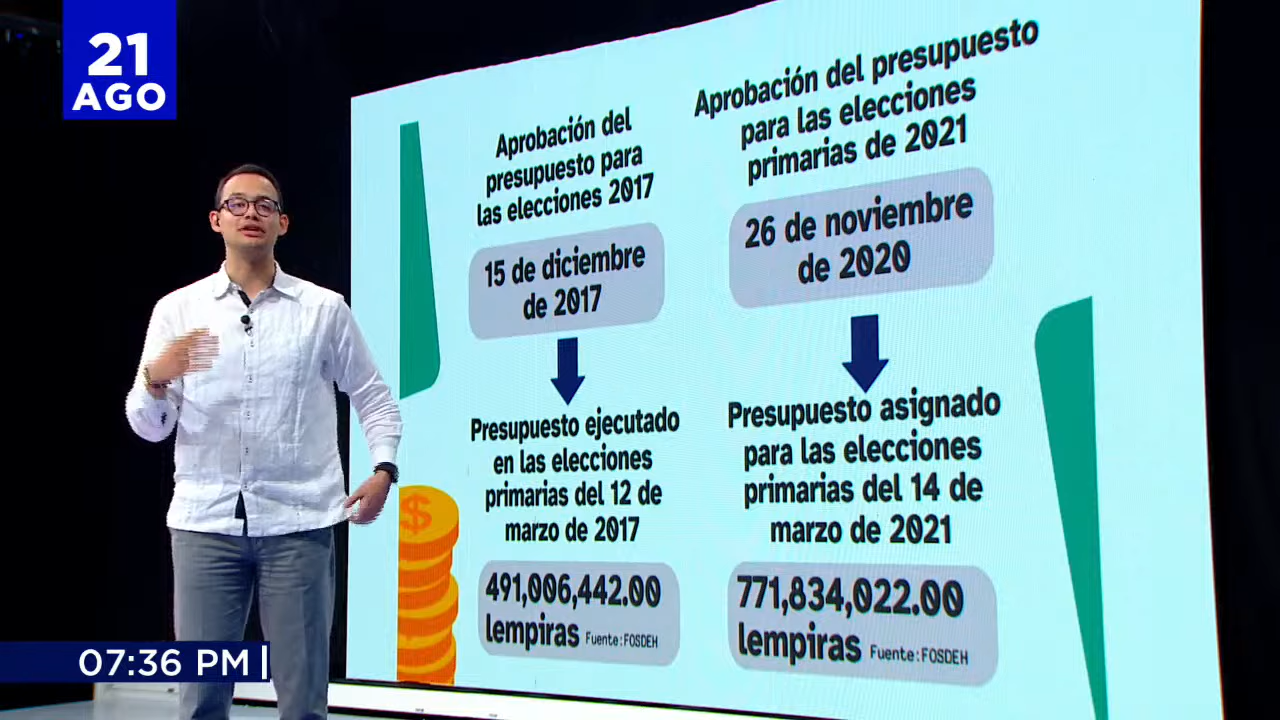 21
AGO
Aprobación del
presupuesto para
las elecciones 2017
15 de diciembre
de 2017
Presupuesto ejecutado
en las elecciones
primarias del 12 de
marzo de 2017
491,006,442.00
lempiras Fuente:FOSDEH
Aprobación del presupuesto
para las elecciones
primarias de 2021
26 de noviembre
de 2020
Presupuesto asignado
para las elecciones
primarias del 14 de
marzo de 2021
771,834,022.00
lempiras Fuente:FOSDEH
$
07:36 PM